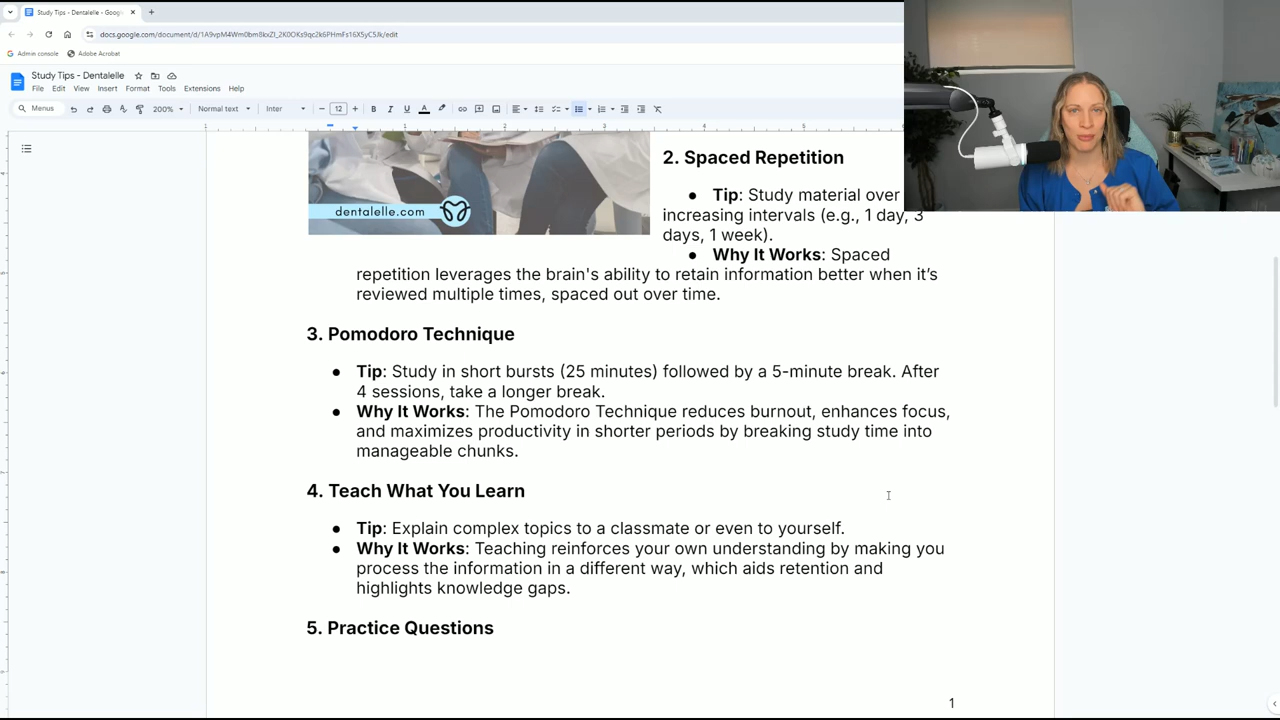 Study Tips - Dentalelle - Goog
docs.google.com/document/d/
Admin console
Adobe Acrobat
Study Tips - Dentalelle
File Edit View Insert Format Tools Extensions Help
Menus 200% Normal text Inter 12
1 1 2 3 4 5
2. Spaced Repetition
● Tip: Study material over
increasing intervals (e.g., 1 day, 3
days, 1 week).
dentalelle.com
● Why It Works: Spaced
repetition leverages the brain's ability to retain information better when it’s
reviewed multiple times, spaced out over time.
3. Pomodoro Technique
● Tip: Study in short bursts (25 minutes) followed by a 5-minute break. After
4 sessions, take a longer break.
● Why It Works: The Pomodoro Technique reduces burnout, enhances focus,
and maximizes productivity in shorter periods by breaking study time into
manageable chunks.
4. Teach What You Learn
● Tip: Explain complex topics to a classmate or even to yourself.
● Why It Works: Teaching reinforces your own understanding by making you
process the information in a different way, which aids retention and
highlights knowledge gaps.
5. Practice Questions
1